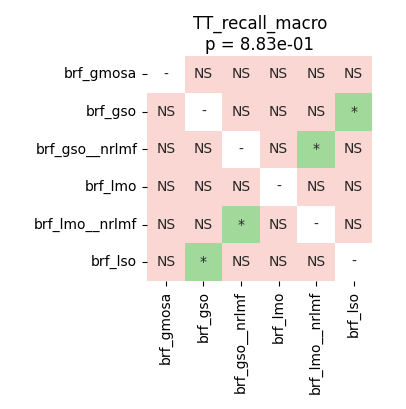 TT_recall_macro
p = 8.83e-01
brf_gmosa - NS NS NS NS NS
brf_gso NS - NS NS NS *
brf_gso__nrlmf NS NS - NS * NS
brf_lmo NS NS NS - NS NS
brf_lmo__nrlmf NS NS * NS - NS
brf_lso NS * NS NS NS -
brf_gmosa
brf_gso
brf_gso__nrlmf
brf_lmo
brf_lmo__nrlmf
brf_lso